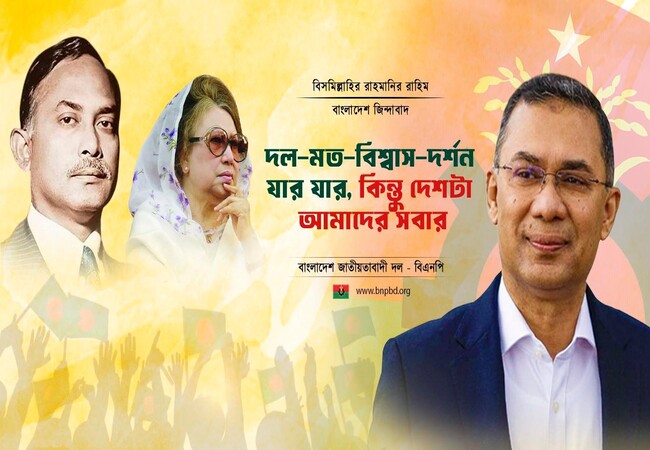 বিসমিল্লাহির রাহমানির রাহিম
বাংলাদেশ জিন্দাবাদ
দল-মত-বিশ্বাস-দর্শন
যার যার, কিন্তু দেশটা
আমাদের সবার
বাংলাদেশ জাতীয়তাবাদী দল - বিএনপি
www.bnpbd.org